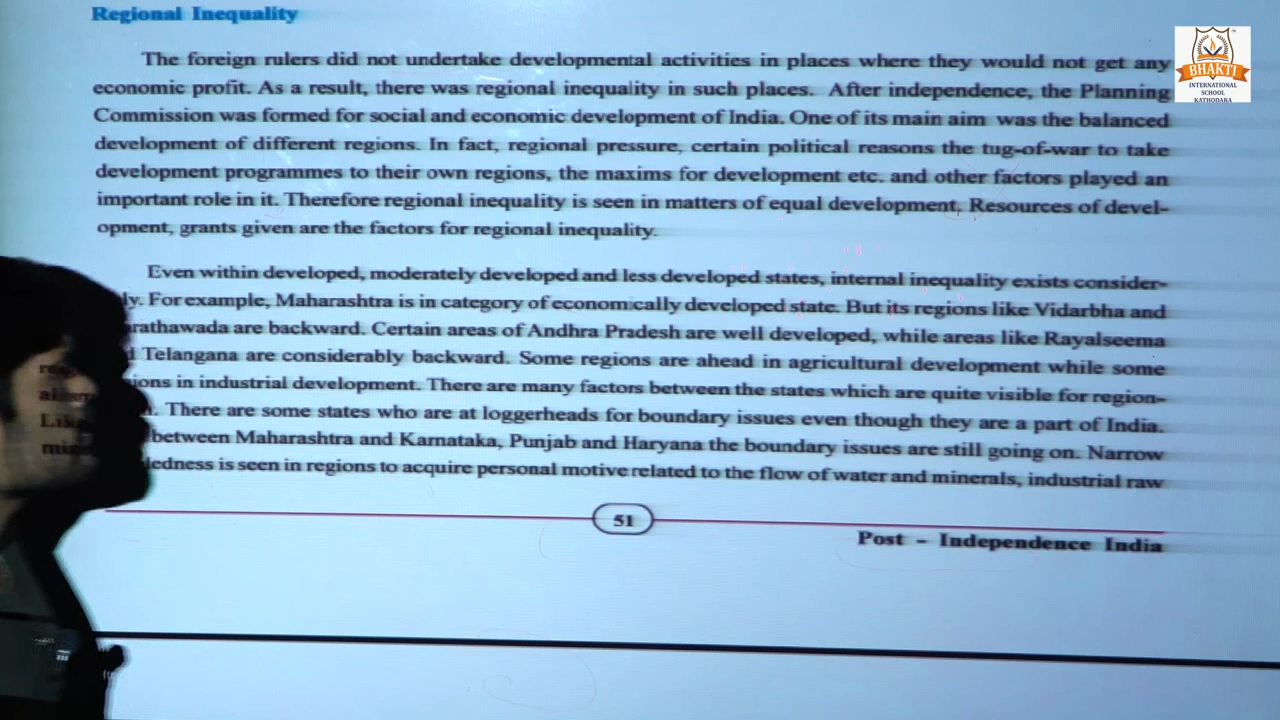 Regional Inequality
The foreign rulers did not undertake developmental activities in places where they would not get any
economic profit. As a result, there was regional inequality in such places. After independence, the Planning
Commission was formed for social and economic development of India. One of its main aim was the balanced
development of different regions. In fact, regional pressure, certain political reasons the tug-of-war to take
development programmes to their own regions, the maxims for development etc. and other factors played an
important role in it. Therefore regional inequality is seen in matters of equal development. Resources of devel-
opment, grants given are the factors for regional inequality.
Even within developed, moderately developed and less developed states, internal inequality exists consider-
ly. For example, Maharashtra is in category of economically developed state. But its regions like Vidarbha and
rathawada are backward. Certain areas of Andhra Pradesh are well developed, while areas like Rayalseema
Telangana are considerably backward. Some regions are ahead in agricultural development while some
ions in industrial development. There are many factors between the states which are quite visible for region-
There are some states who are at loggerheads for boundary issues even though they are a part of India.
between Maharashtra and Karnataka, Punjab and Haryana the boundary issues are still going on. Narrow
edness is seen in regions to acquire personal motive related to the flow of water and minerals, industrial raw
51
Post - Independence India
BHAKTI
INTERNATIONAL
SCHOOL
KATHODARA